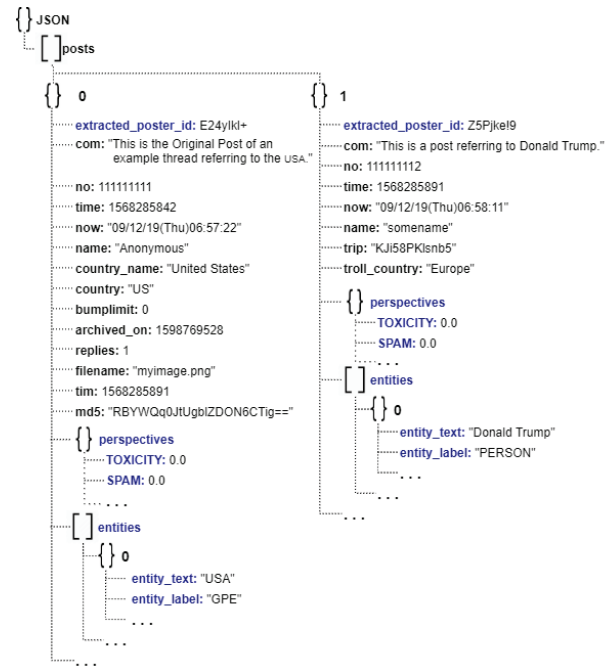 {} JSON
[] posts
{} 0
extracted_poster_id: E24ylkl+
com: "This is the Original Post of an
example thread referring to the USA."
no: 111111111
time: 1568285842
now: "09/12/19(Thu)06:57:22"
name: "Anonymous"
country_name: "United States"
country: "US"
bumplimit: 0
archived_on: 1598769528
replies: 1
filename: "myimage.png"
tim: 1568285891
md5: "RBYWQq0JtUgblZDON6CTig=="
{} perspectives
TOXICITY: 0.0
SPAM: 0.0
...
[] entities
{} 0
entity_text: "USA"
entity_label: "GPE"
...
...
...
{} 1
extracted_poster_id: Z5Pjke!9
com: "This is a post referring to Donald Trump."
no: 111111112
time: 1568285891
now: "09/12/19(Thu)06:58:11"
name: "somename"
trip: "KJi58PKlsnb5"
troll_country: "Europe"
{} perspectives
TOXICITY: 0.0
SPAM: 0.0
...
[] entities
{} 0
entity_text: "Donald Trump"
entity_label: "PERSON"
...
...
...